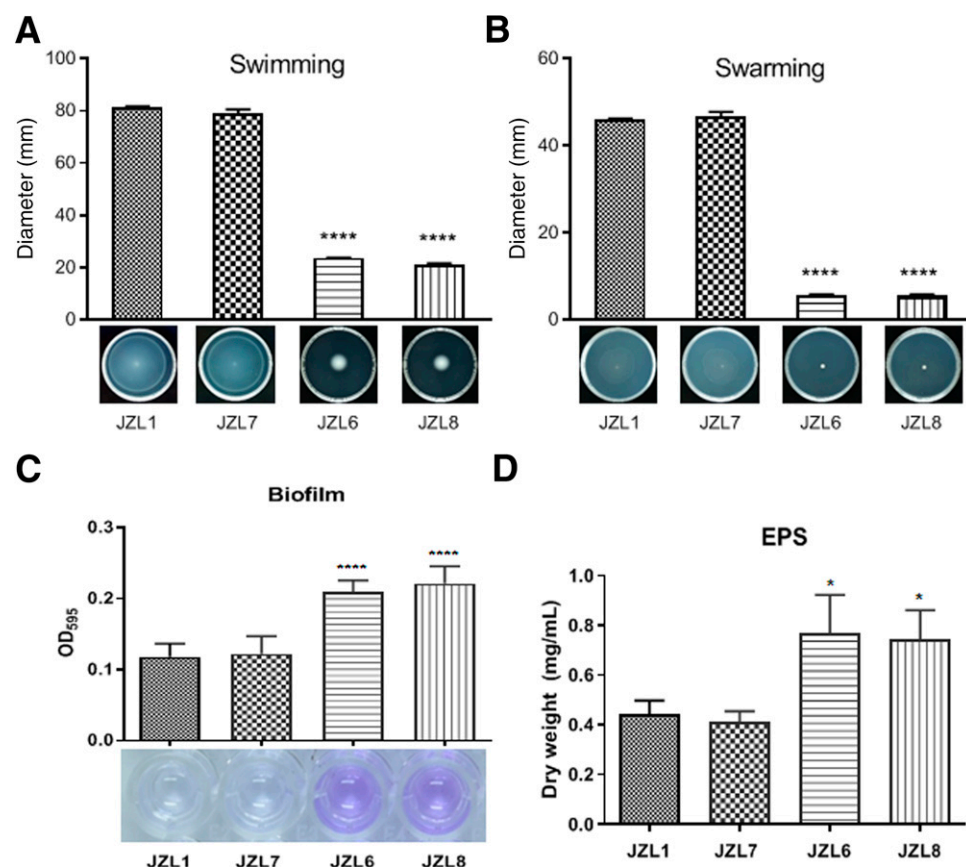 A
Swimming
Diameter (mm)
100
80
60
40
20
0
****
****
JZL1 JZL7 JZL6 JZL8
B
Swarming
Diameter (mm)
60
40
20
0
****
****
JZL1 JZL7 JZL6 JZL8
C
Biofilm
OD595
0.3
0.2
0.1
0.0
****
****
JZL1 JZL7 JZL6 JZL8
D
EPS
Dry weight (mg/mL)
1.0
0.8
0.6
0.4
0.2
0.0
*
*
JZL1 JZL7 JZL6 JZL8